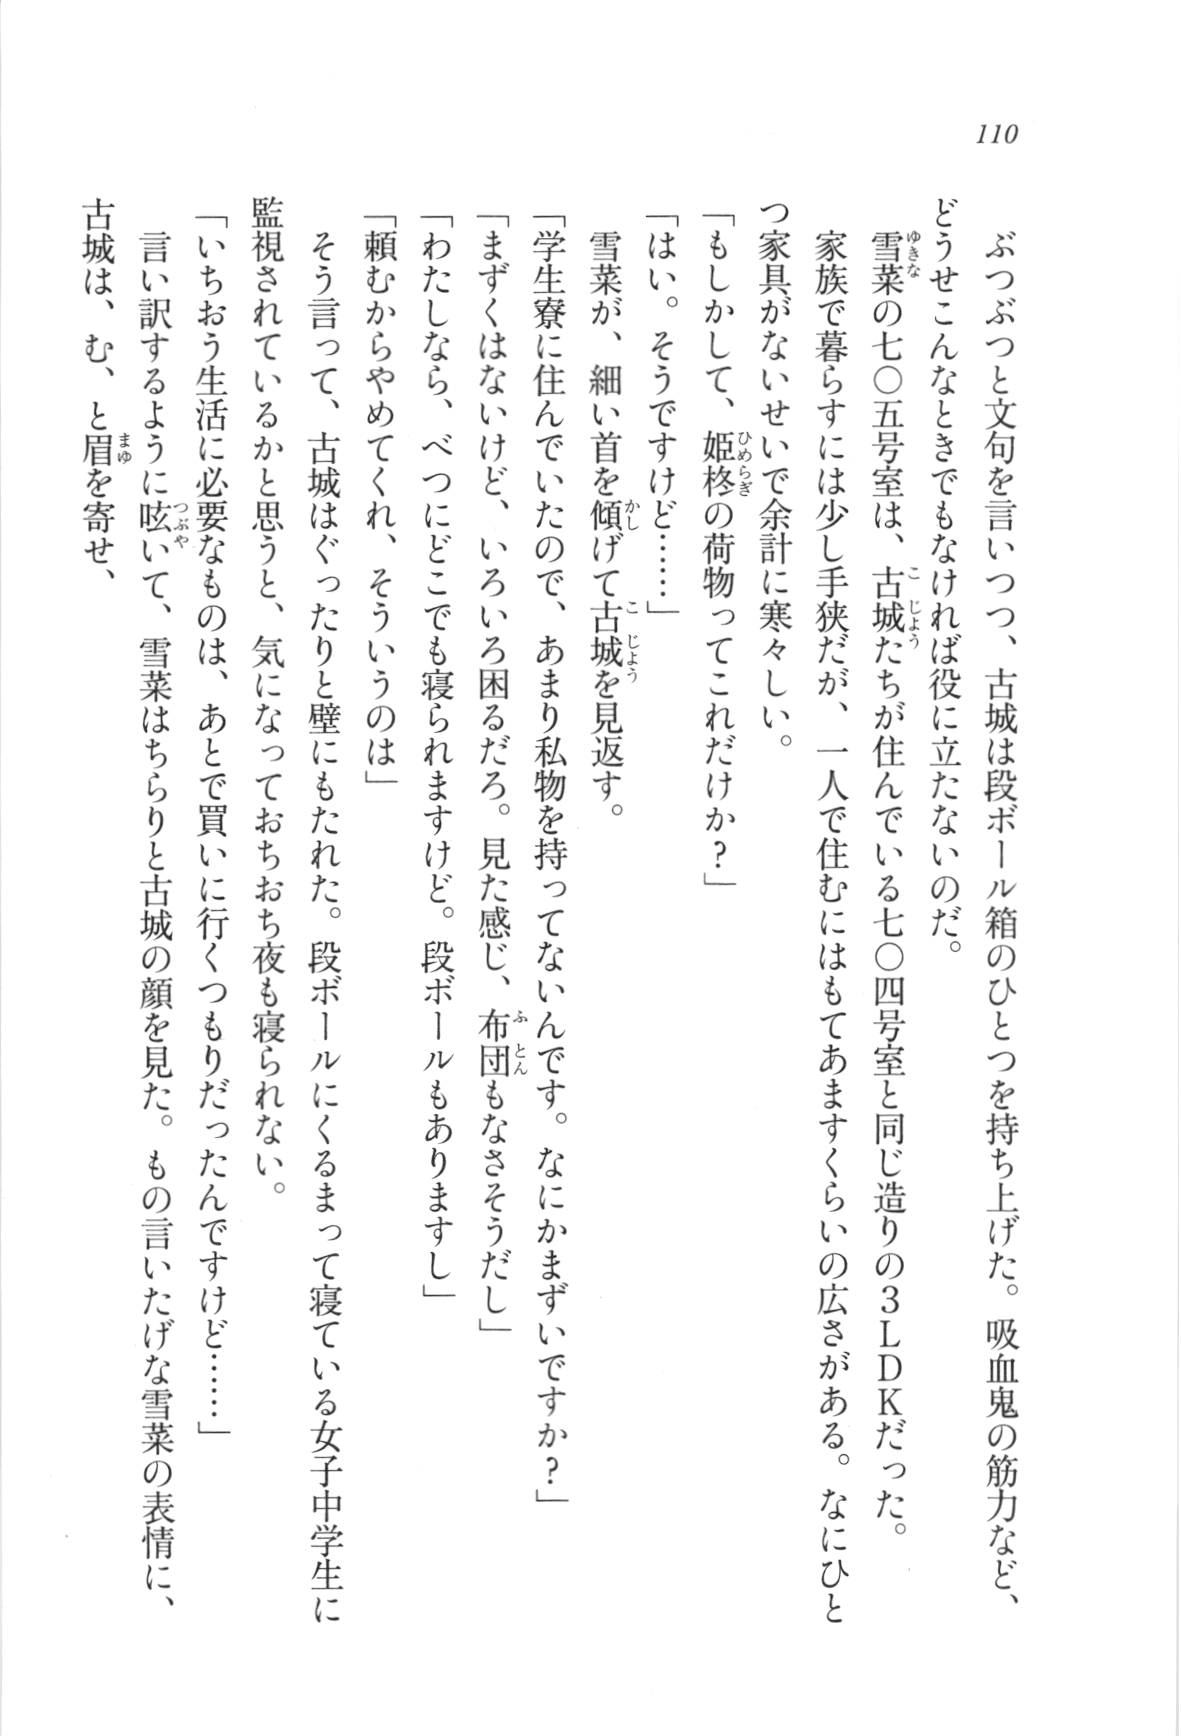 110
ぶつぶつと文句を言いつつ、古城は段ボール箱のひとつを持ち上げた。吸血鬼の筋力など、
どうせこんなときでもなければ役に立たないのだ。
雪菜の七〇五号室は、古城たちが住んでいる七〇四号室と同じ造りの３ＬＤＫだった。
家族で暮らすには少し手狭だが、一人で住むにはもてあますくらいの広さがある。なにひと
つ家具がないせいで余計に寒々しい。
「もしかして、姫柊の荷物ってこれだけか？」
「はい。そうですけど……」
雪菜が、細い首を傾げて古城を見返す。
「学生寮に住んでいたので、あまり私物を持ってないんです。なにかまずいですか？」
「まずくはないけど、いろいろ困るだろ。見た感じ、布団もなさそうだし」
「わたしなら、べつにどこでも寝られますけど。段ボールもありますし」
「頼むからやめてくれ、そういうのは」
そう言って、古城はぐったりと壁にもたれた。段ボールにくるまって寝ている女子中学生に
監視されているかと思うと、気になっておちおち夜も寝られない。
「いちおう生活に必要なものは、あとで買いに行くつもりだったんですけど……」
言い訳するように呟いて、雪菜はちらりと古城の顔を見た。もの言いたげな雪菜の表情に、
古城は、む、と眉を寄せ、